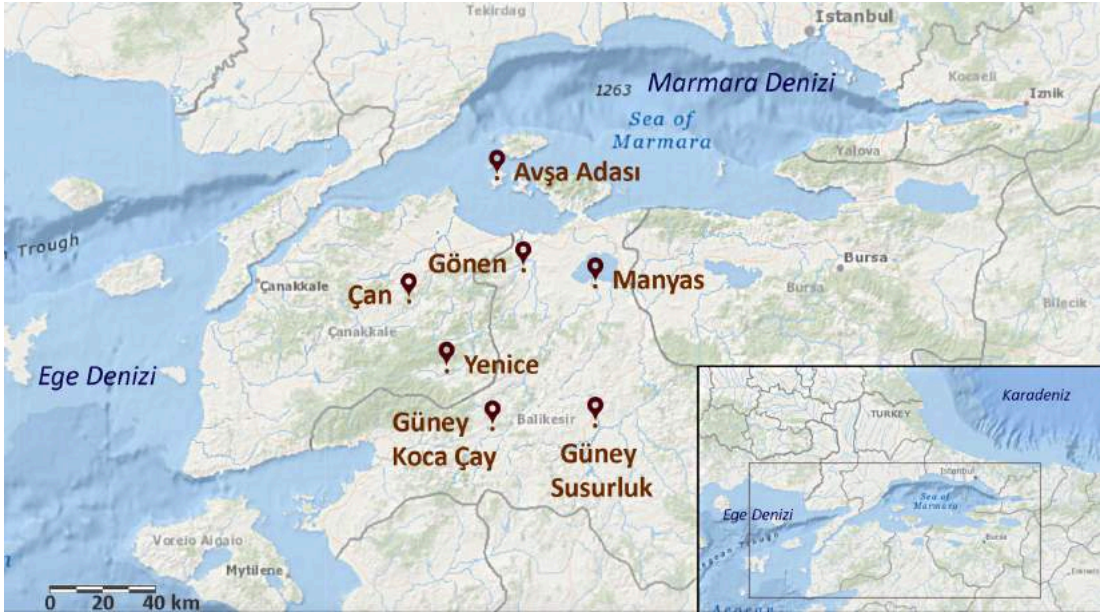 Tekirdag
Istanbul
1263
Marmara Denizi
Kocaeli
Iznik
Sea of
Marmara
Yalova
Avşa Adası
Trough
Gönen
Manyas
Bursa
Çanakkale
Çan
Bursa
Bilecik
Çanakkale
Yenice
Ege Denizi
Güney
Koca Çay
Balikesir
Güney
Susurluk
Voreio Aigaio
Mytilene
0 20 40 km
Karadeniz
TURKEY
Istanbul
Sea of
Marmara
Ege Denizi
Bursa
Trough
Aegean